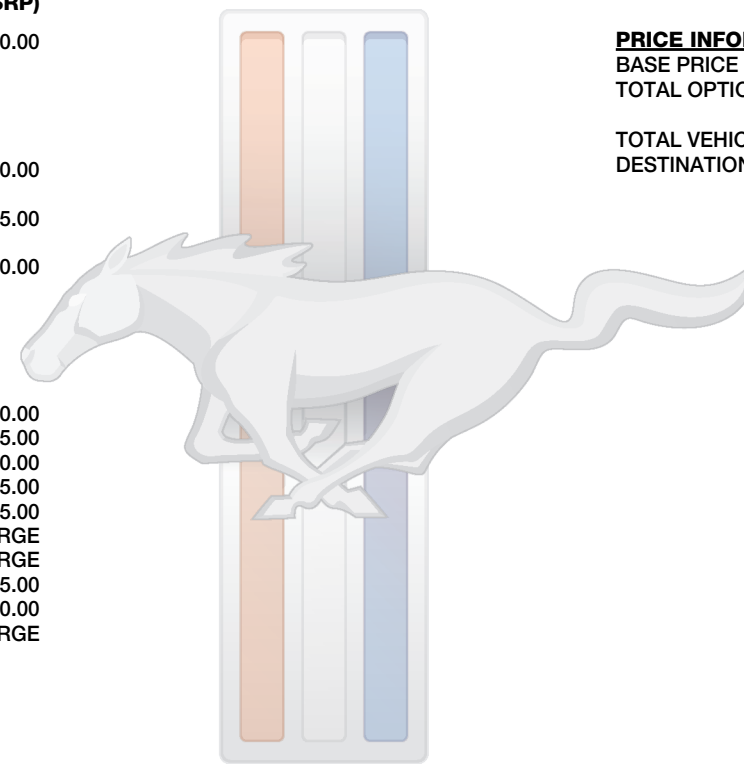 SRP)
0.00
0.00
5.00
0.00
0.00
5.00
0.00
5.00
5.00
RGE
RGE
5.00
0.00
RGE
PRICE INFO
BASE PRICE
TOTAL OPTIO
TOTAL VEHIC
DESTINATION